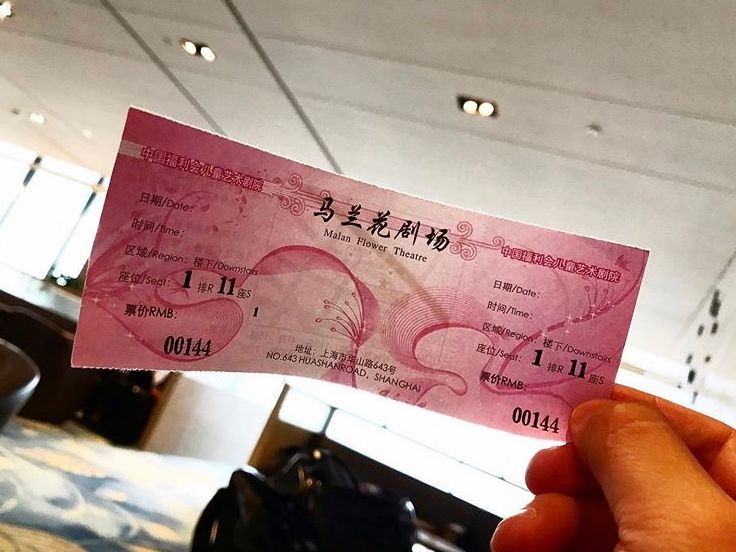 中国福利会儿童艺术剧院
日期/Date:
时间/Time:
区域/Region: 楼下/Downstairs
座位/Seat: 1 排R 11 座S
票价RMB:
1
00144
马兰花剧场
Malan Flower Theatre
地址: 上海市华山路643号
NO.643 HUASHANROAD, SHANGHAI
中国福利会儿童艺术剧院
日期/Date:
时间/Time:
区域/Region: 楼下/Downstairs
座位/Seat: 1 排R 11 座S
票价RMB:
00144